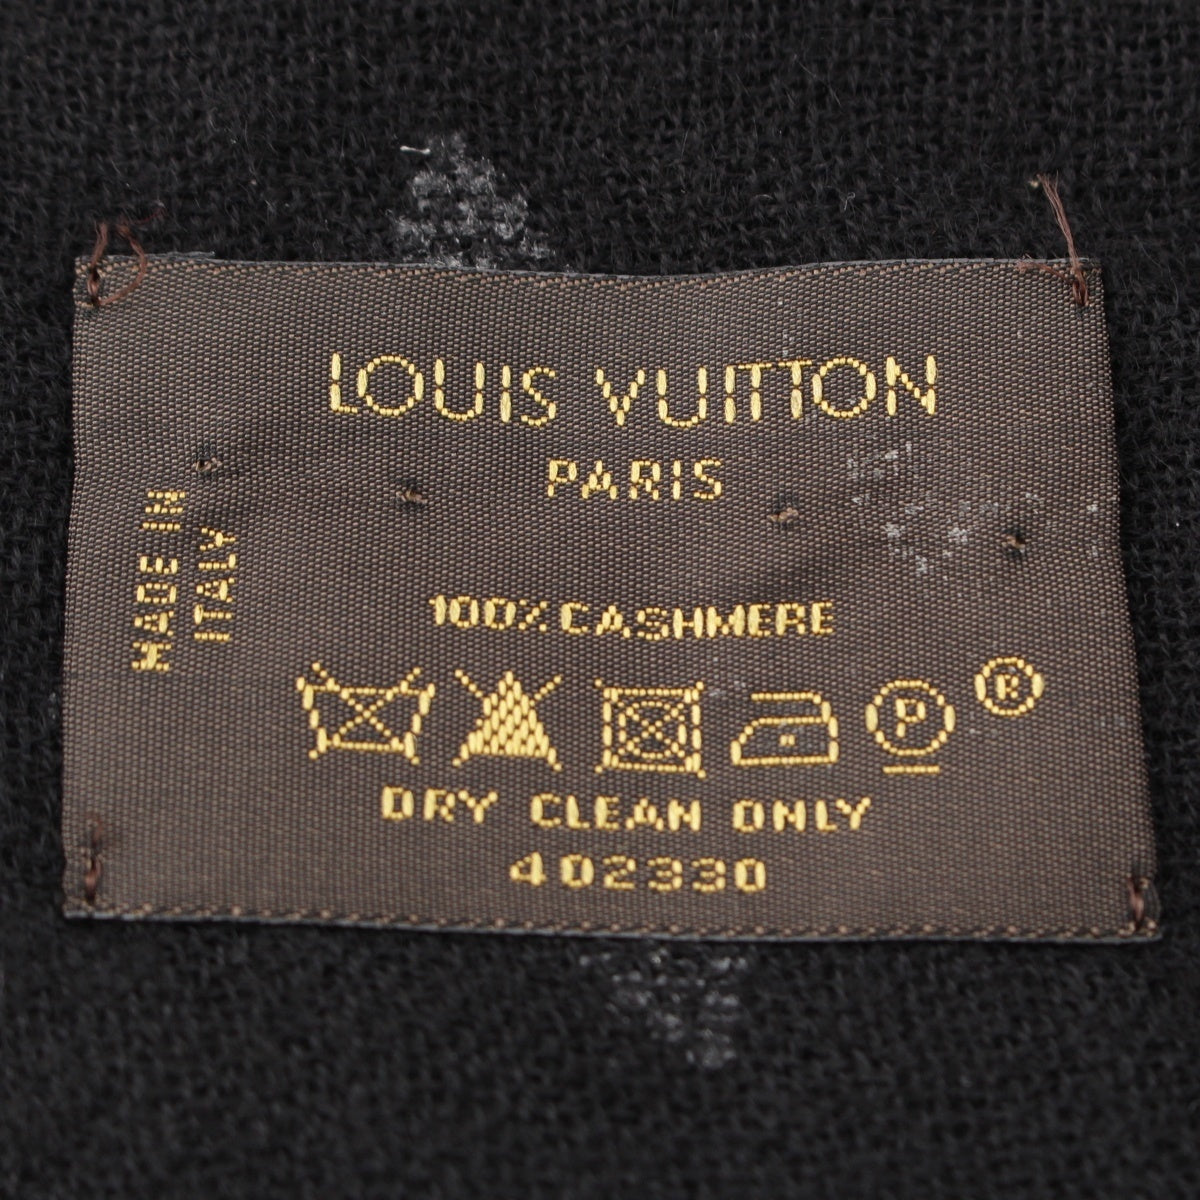 LOUIS VUITTON
PARIS
MADE IN
ITALY
100% CASHMERE
P ®
DRY CLEAN ONLY
402330